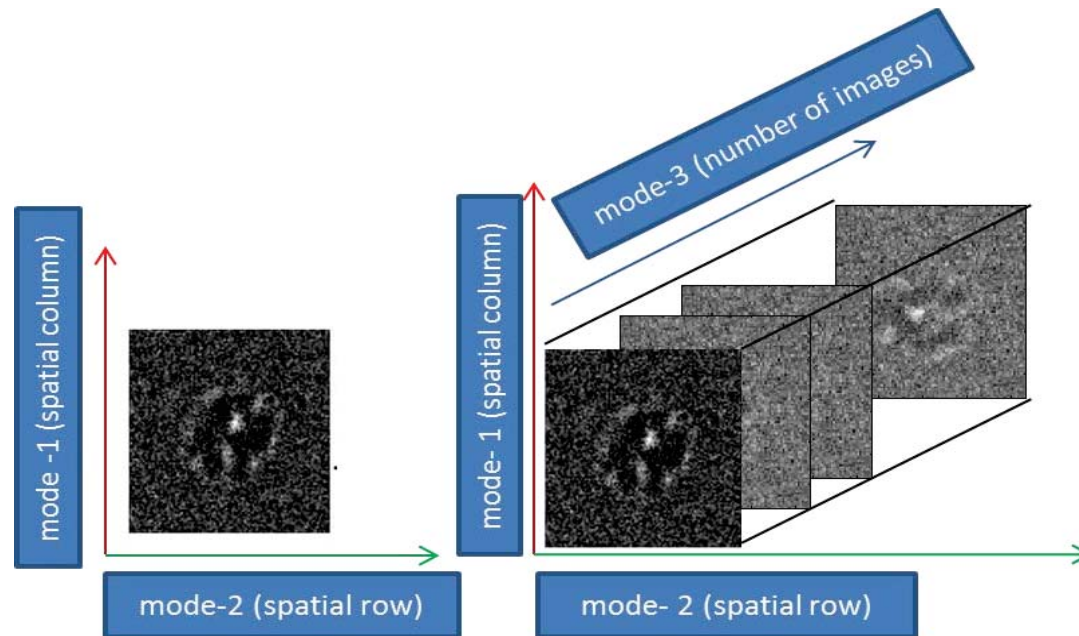 mode -1 (spatial column)
mode-2 (spatial row)
mode- 1 (spatial column)
mode-3 (number of images)
mode- 2 (spatial row)